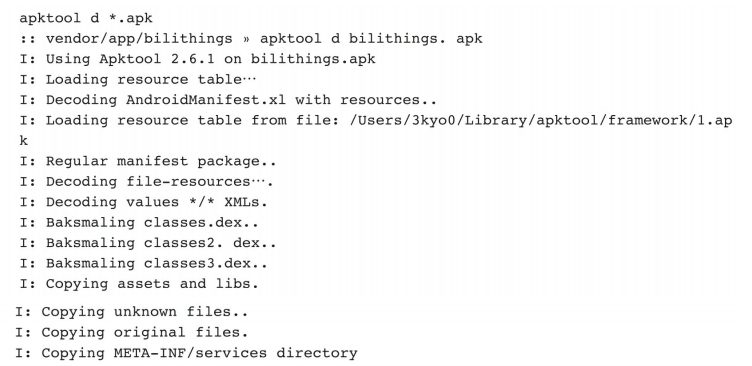 apktool d *.apk
:: vendor/app/bilithings » apktool d bilithings. apk
I: Using Apktool 2.6.1 on bilithings.apk
I: Loading resource table···
I: Decoding AndroidManifest.xl with resources..
I: Loading resource table from file: /Users/3kyo0/Library/apktool/framework/1.ap
k
I: Regular manifest package..
I: Decoding file-resources···.
I: Decoding values */* XMLs.
I: Baksmaling classes.dex..
I: Baksmaling classes2. dex..
I: Baksmaling classes3.dex..
I: Copying assets and libs.
I: Copying unknown files..
I: Copying original files.
I: Copying META-INF/services directory